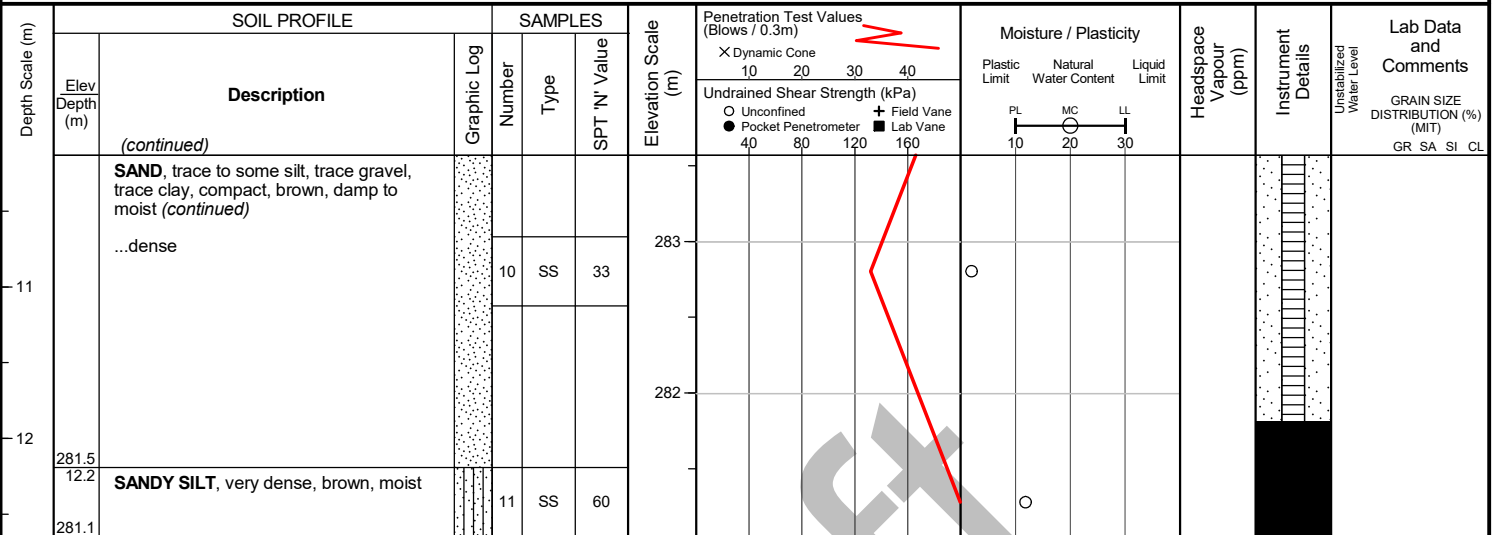 SOIL PROFILE
SAMPLES
Depth Scale (m)
Elev
Depth
(m)
Description
(continued)
Graphic Log
Number
Type
SPT 'N' Value
Elevation Scale
(m)
Penetration Test Values
(Blows / 0.3m)
× Dynamic Cone
10 20 30 40
Undrained Shear Strength (kPa)
Unconfined + Field Vane
Pocket Penetrometer Lab Vane
40 80 120 160
Moisture / Plasticity
Plastic Natural Liquid
Limit Water Content Limit
PL MC LL
10 20 30
Headspace
Vapour
(ppm)
Instrument
Details
Unstabilized
Water Level
Lab Data
and
Comments
GRAIN SIZE
DISTRIBUTION (%)
(MIT)
GR SA SI CL
SAND, trace to some silt, trace gravel,
trace clay, compact, brown, damp to
moist (continued)
...dense
283
10 SS 33
11
282
12
281.5
12.2
SANDY SILT, very dense, brown, moist
11 SS 60
281.1